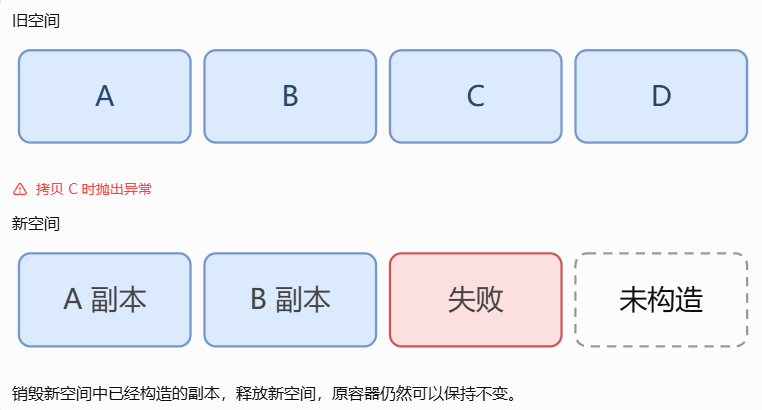 旧空间
A
B
C
D
拷贝 C 时抛出异常
新空间
A 副本
B 副本
失败
未构造
销毁新空间中已经构造的副本，释放新空间，原容器仍然可以保持不变。